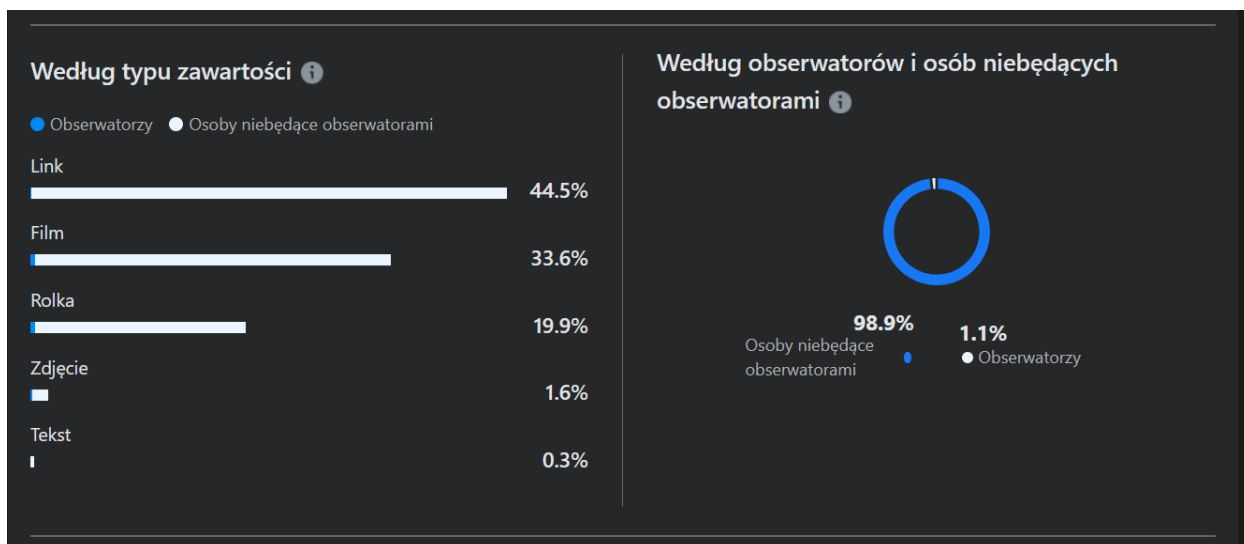 Według typu zawartości
Obserwatorzy Osoby niebędące obserwatorami
Link
44.5%
Film
33.6%
Rolka
19.9%
Zdjęcie
1.6%
Tekst
0.3%
Według obserwatorów i osób niebędących
obserwatorami
98.9%
Osoby niebędące
obserwatorami
1.1%
Obserwatorzy